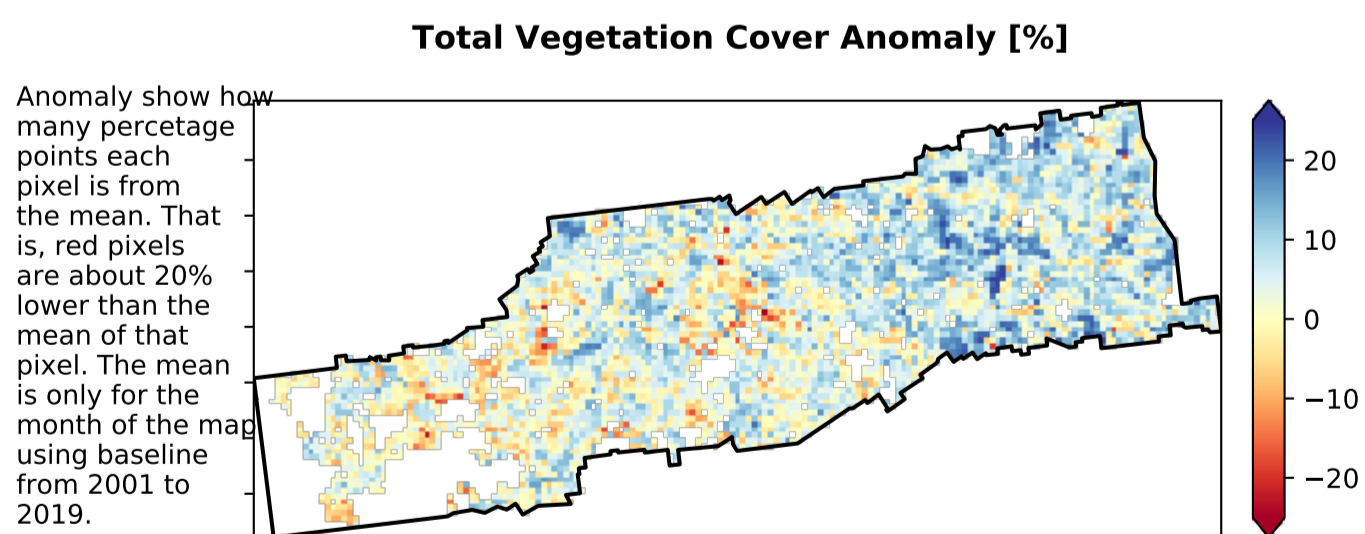 Total Vegetation Cover Anomaly [%]
Anomaly show how
many percetage
points each
pixel is from
the mean. That
is, red pixels
are about 20%
lower than the
mean of that
pixel. The mean
is only for the
month of the map
using baseline
from 2001 to
2019.
20
10
0
−10
−20